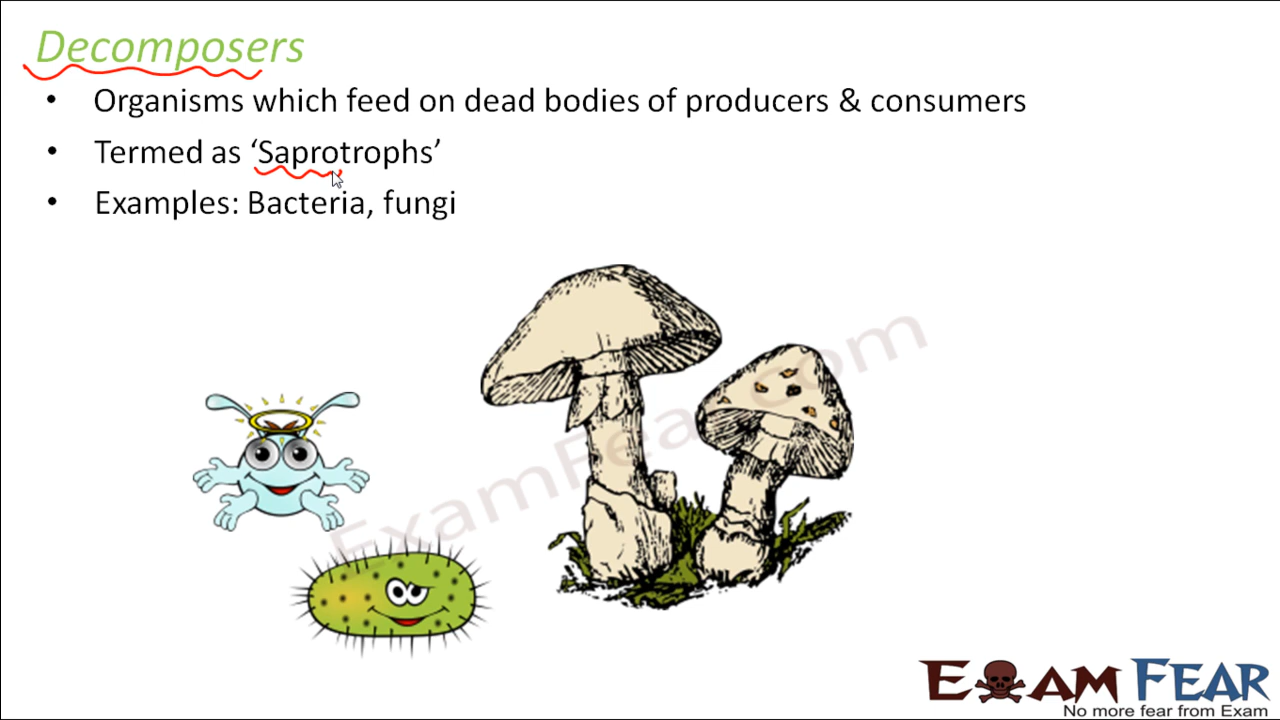 Decomposers
• Organisms which feed on dead bodies of producers & consumers
• Termed as ‘Saprotrophs’
• Examples: Bacteria, fungi
ExamFear.com
EXAM FEAR
No more fear from Exam